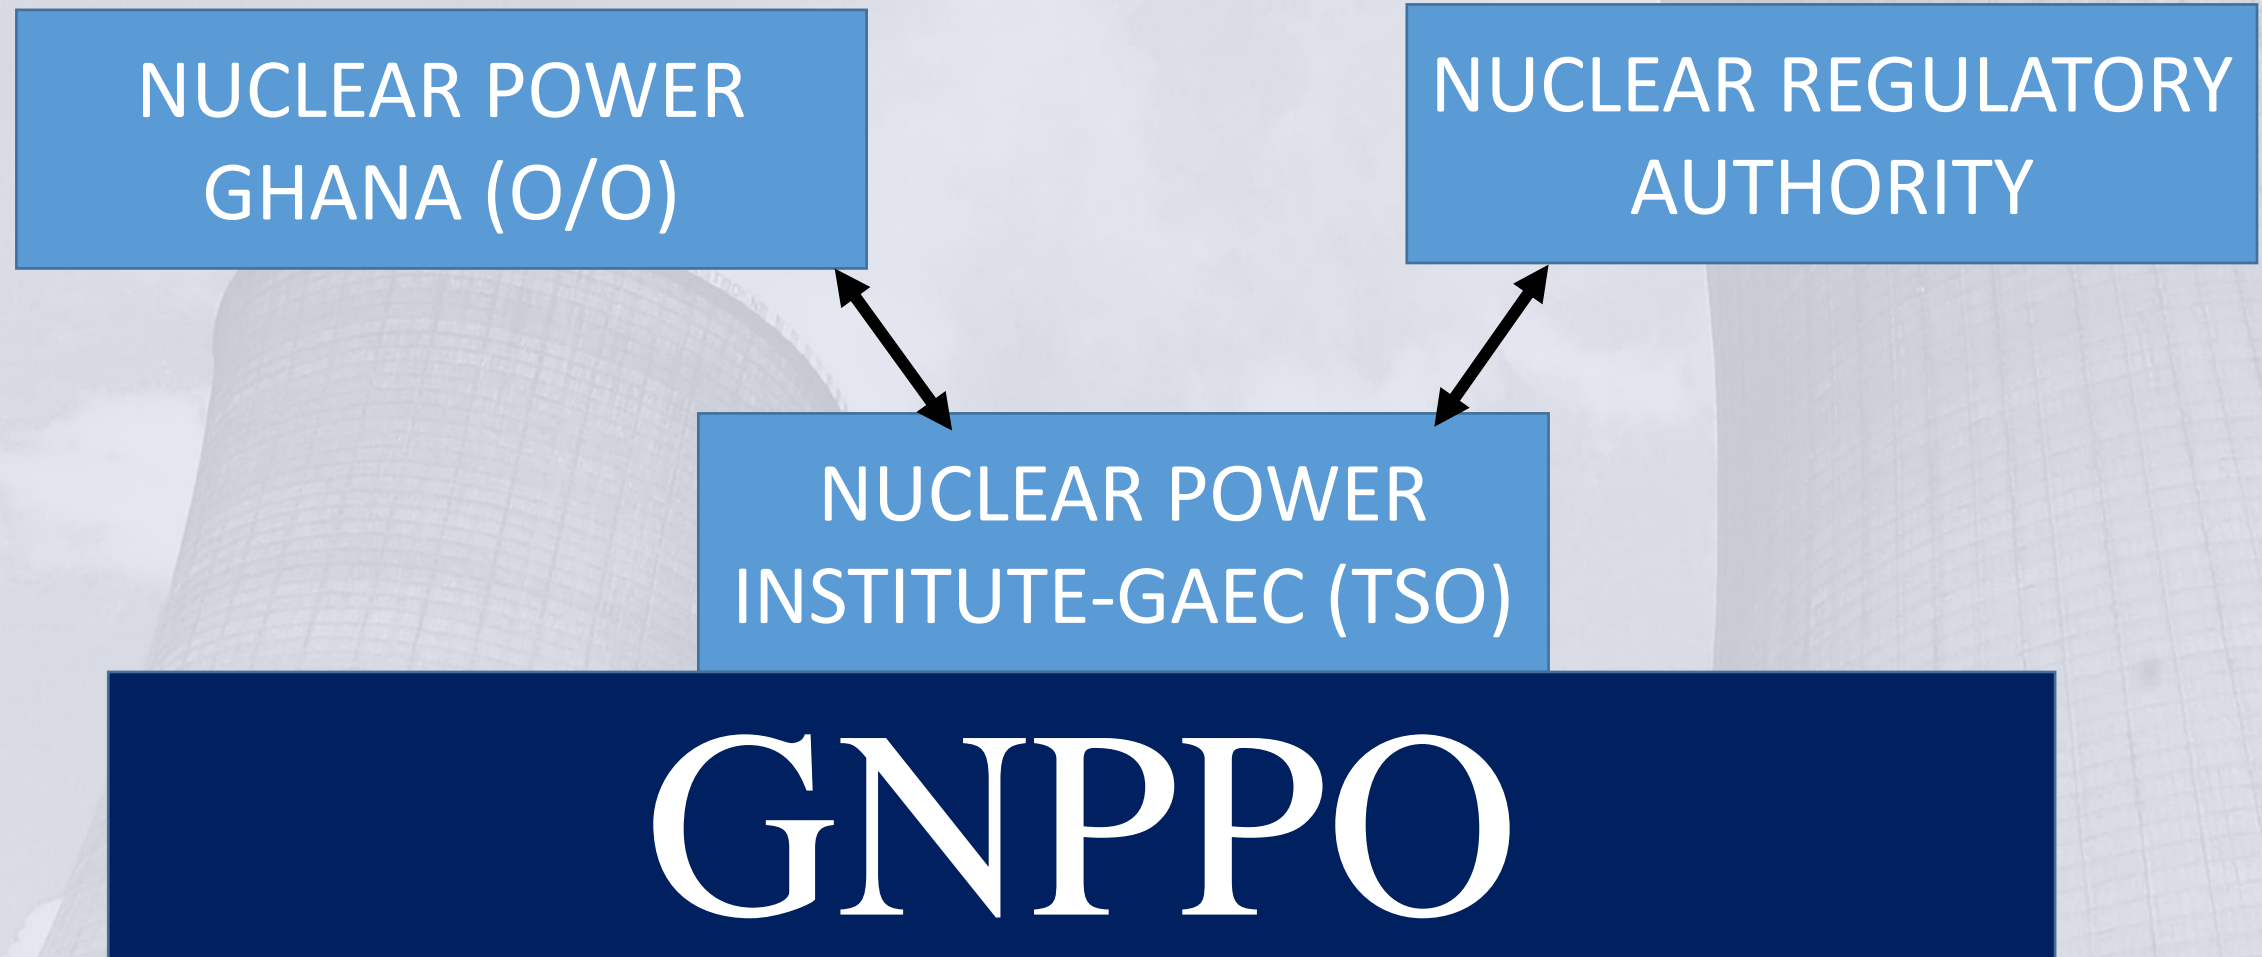 NUCLEAR POWER
GHANA (O/O)
NUCLEAR REGULATORY
AUTHORITY
NUCLEAR POWER
INSTITUTE-GAEC (TSO)
GNPPO